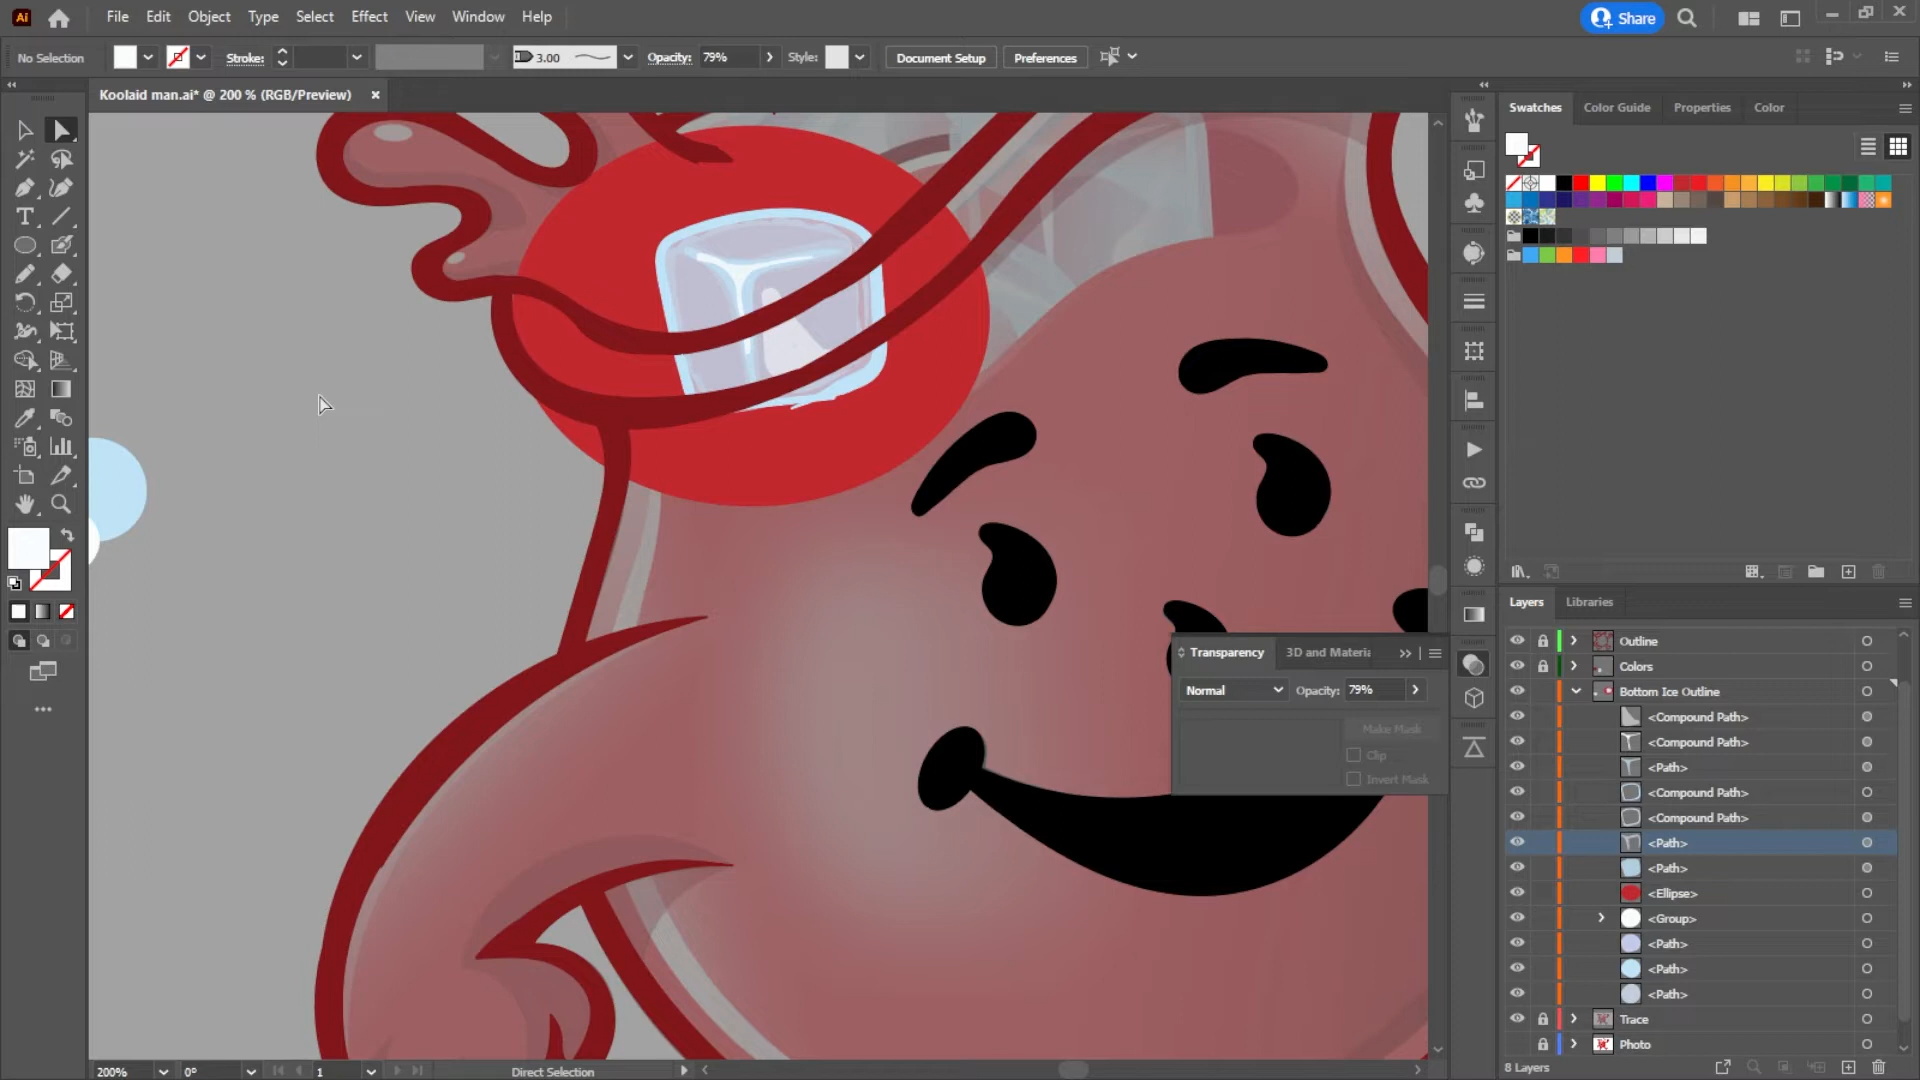 Ai
File Edit Object Type Select Effect View Window Help
Share
No Selection Stroke: 3.00 Opacity: 79% Style: Document Setup Preferences
Koolaid man.ai* @ 200 % (RGB/Preview)
Swatches Color Guide Properties Color
Transparency 3D and Materia
Normal Opacity: 79%
Make Mask
Clip
Invert Mask
Layers Libraries
Outline
Colors
Bottom Ice Outline
<Compound Path>
<Compound Path>
<Path>
<Compound Path>
<Compound Path>
<Path>
<Path>
<Ellipse>
<Group>
<Path>
<Path>
<Path>
Trace
Photo
8 Layers
200% 0° 1 Direct Selection